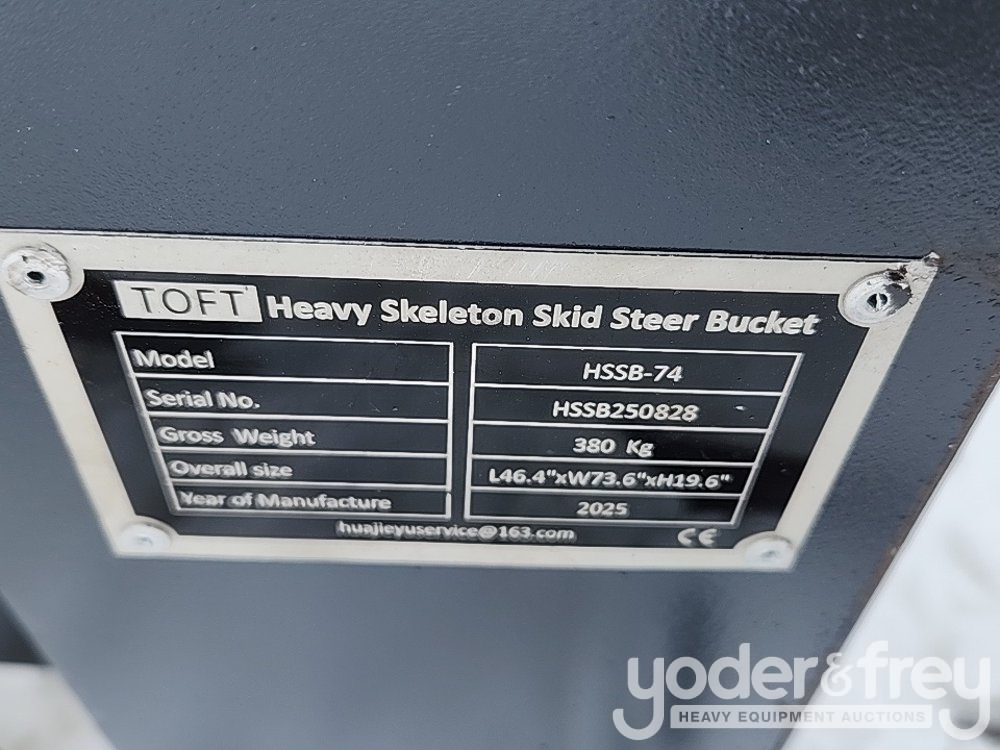 TOFT Heavy Skeleton Skid Steer Bucket
Model HSSB-74
Serial No. HSSB250828
Gross Weight 380 Kg
Overall size L46.4"xW73.6"xH19.6"
Year of Manufacture 2025
huajieyuservice@163.com CE
yoder&frey
HEAVY EQUIPMENT AUCTIONS